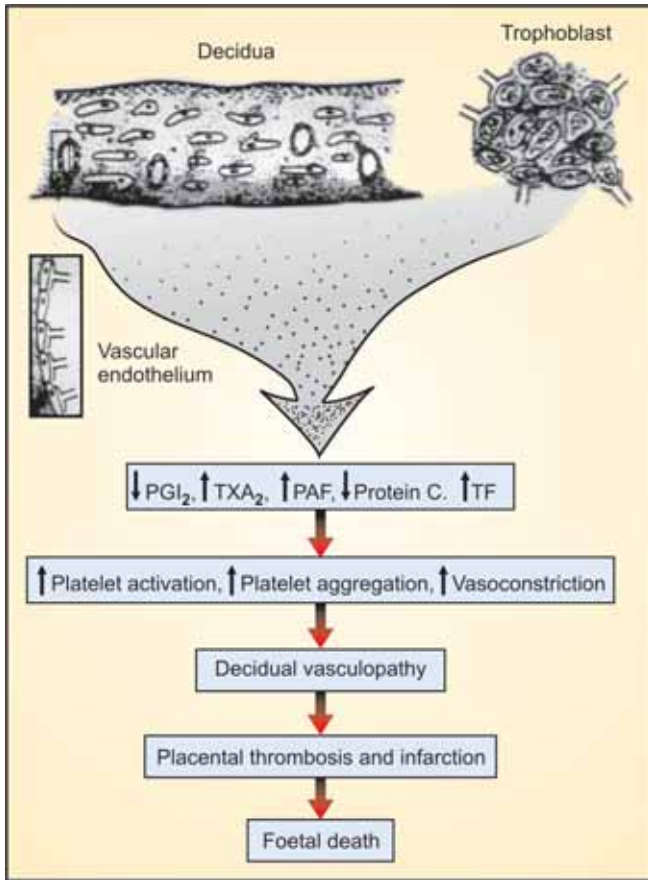 Decidua
Trophoblast
Vascular
endothelium
↓PGI₂, ↑TXA₂, ↑PAF, ↓Protein C. ↑TF
↑Platelet activation, ↑Platelet aggregation, ↑Vasoconstriction
Decidual vasculopathy
Placental thrombosis and infarction
Foetal death